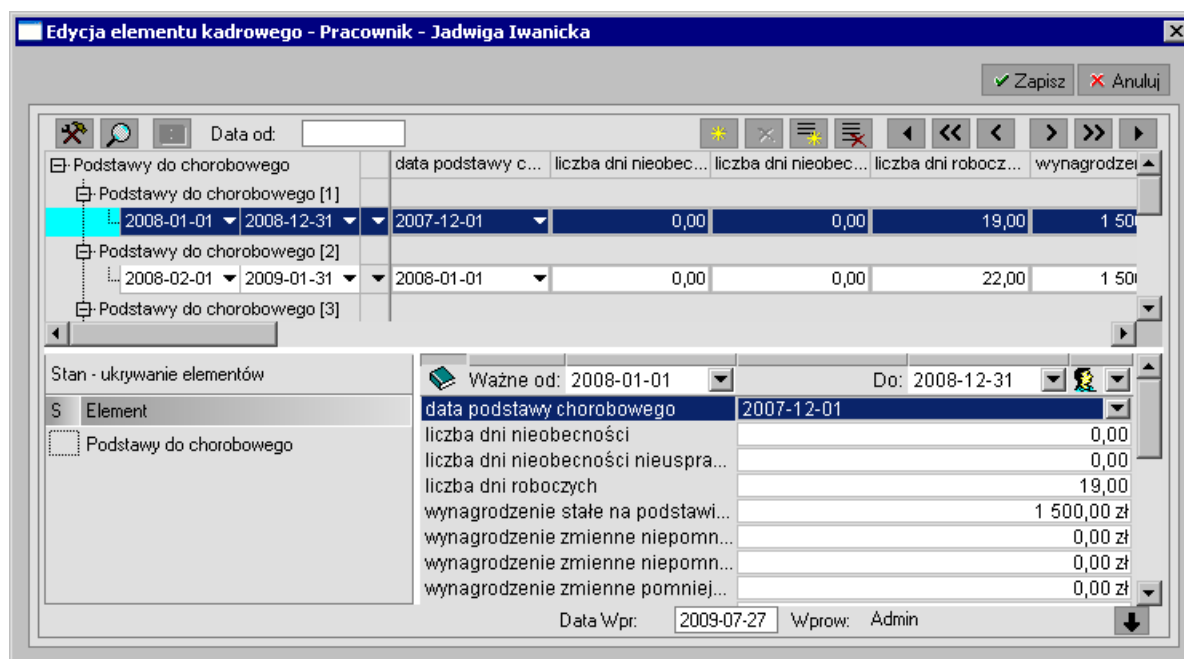 Edycja elementu kadrowego - Pracownik - Jadwiga Iwanicka
Zapisz Anuluj
Data od:
Podstawy do chorobowego data podstawy c... liczba dni nieobec... liczba dni nieobec... liczba dni robocz... wynagrodzen
Podstawy do chorobowego [1]
2008-01-01 2008-12-31 2007-12-01 0,00 0,00 19,00 1 50
Podstawy do chorobowego [2]
2008-02-01 2009-01-31 2008-01-01 0,00 0,00 22,00 1 50
Podstawy do chorobowego [3]
Stan - ukrywanie elementów
S Element
Podstawy do chorobowego
Ważne od: 2008-01-01 Do: 2008-12-31
data podstawy chorobowego 2007-12-01
liczba dni nieobecności 0,00
liczba dni nieobecności nieuspra... 0,00
liczba dni roboczych 19,00
wynagrodzenie stałe na podstawi... 1 500,00 zł
wynagrodzenie zmienne niepomn... 0,00 zł
wynagrodzenie zmienne niepomn... 0,00 zł
wynagrodzenie zmienne pomniej... 0,00 zł
Data Wpr: 2009-07-27 Wprow: Admin